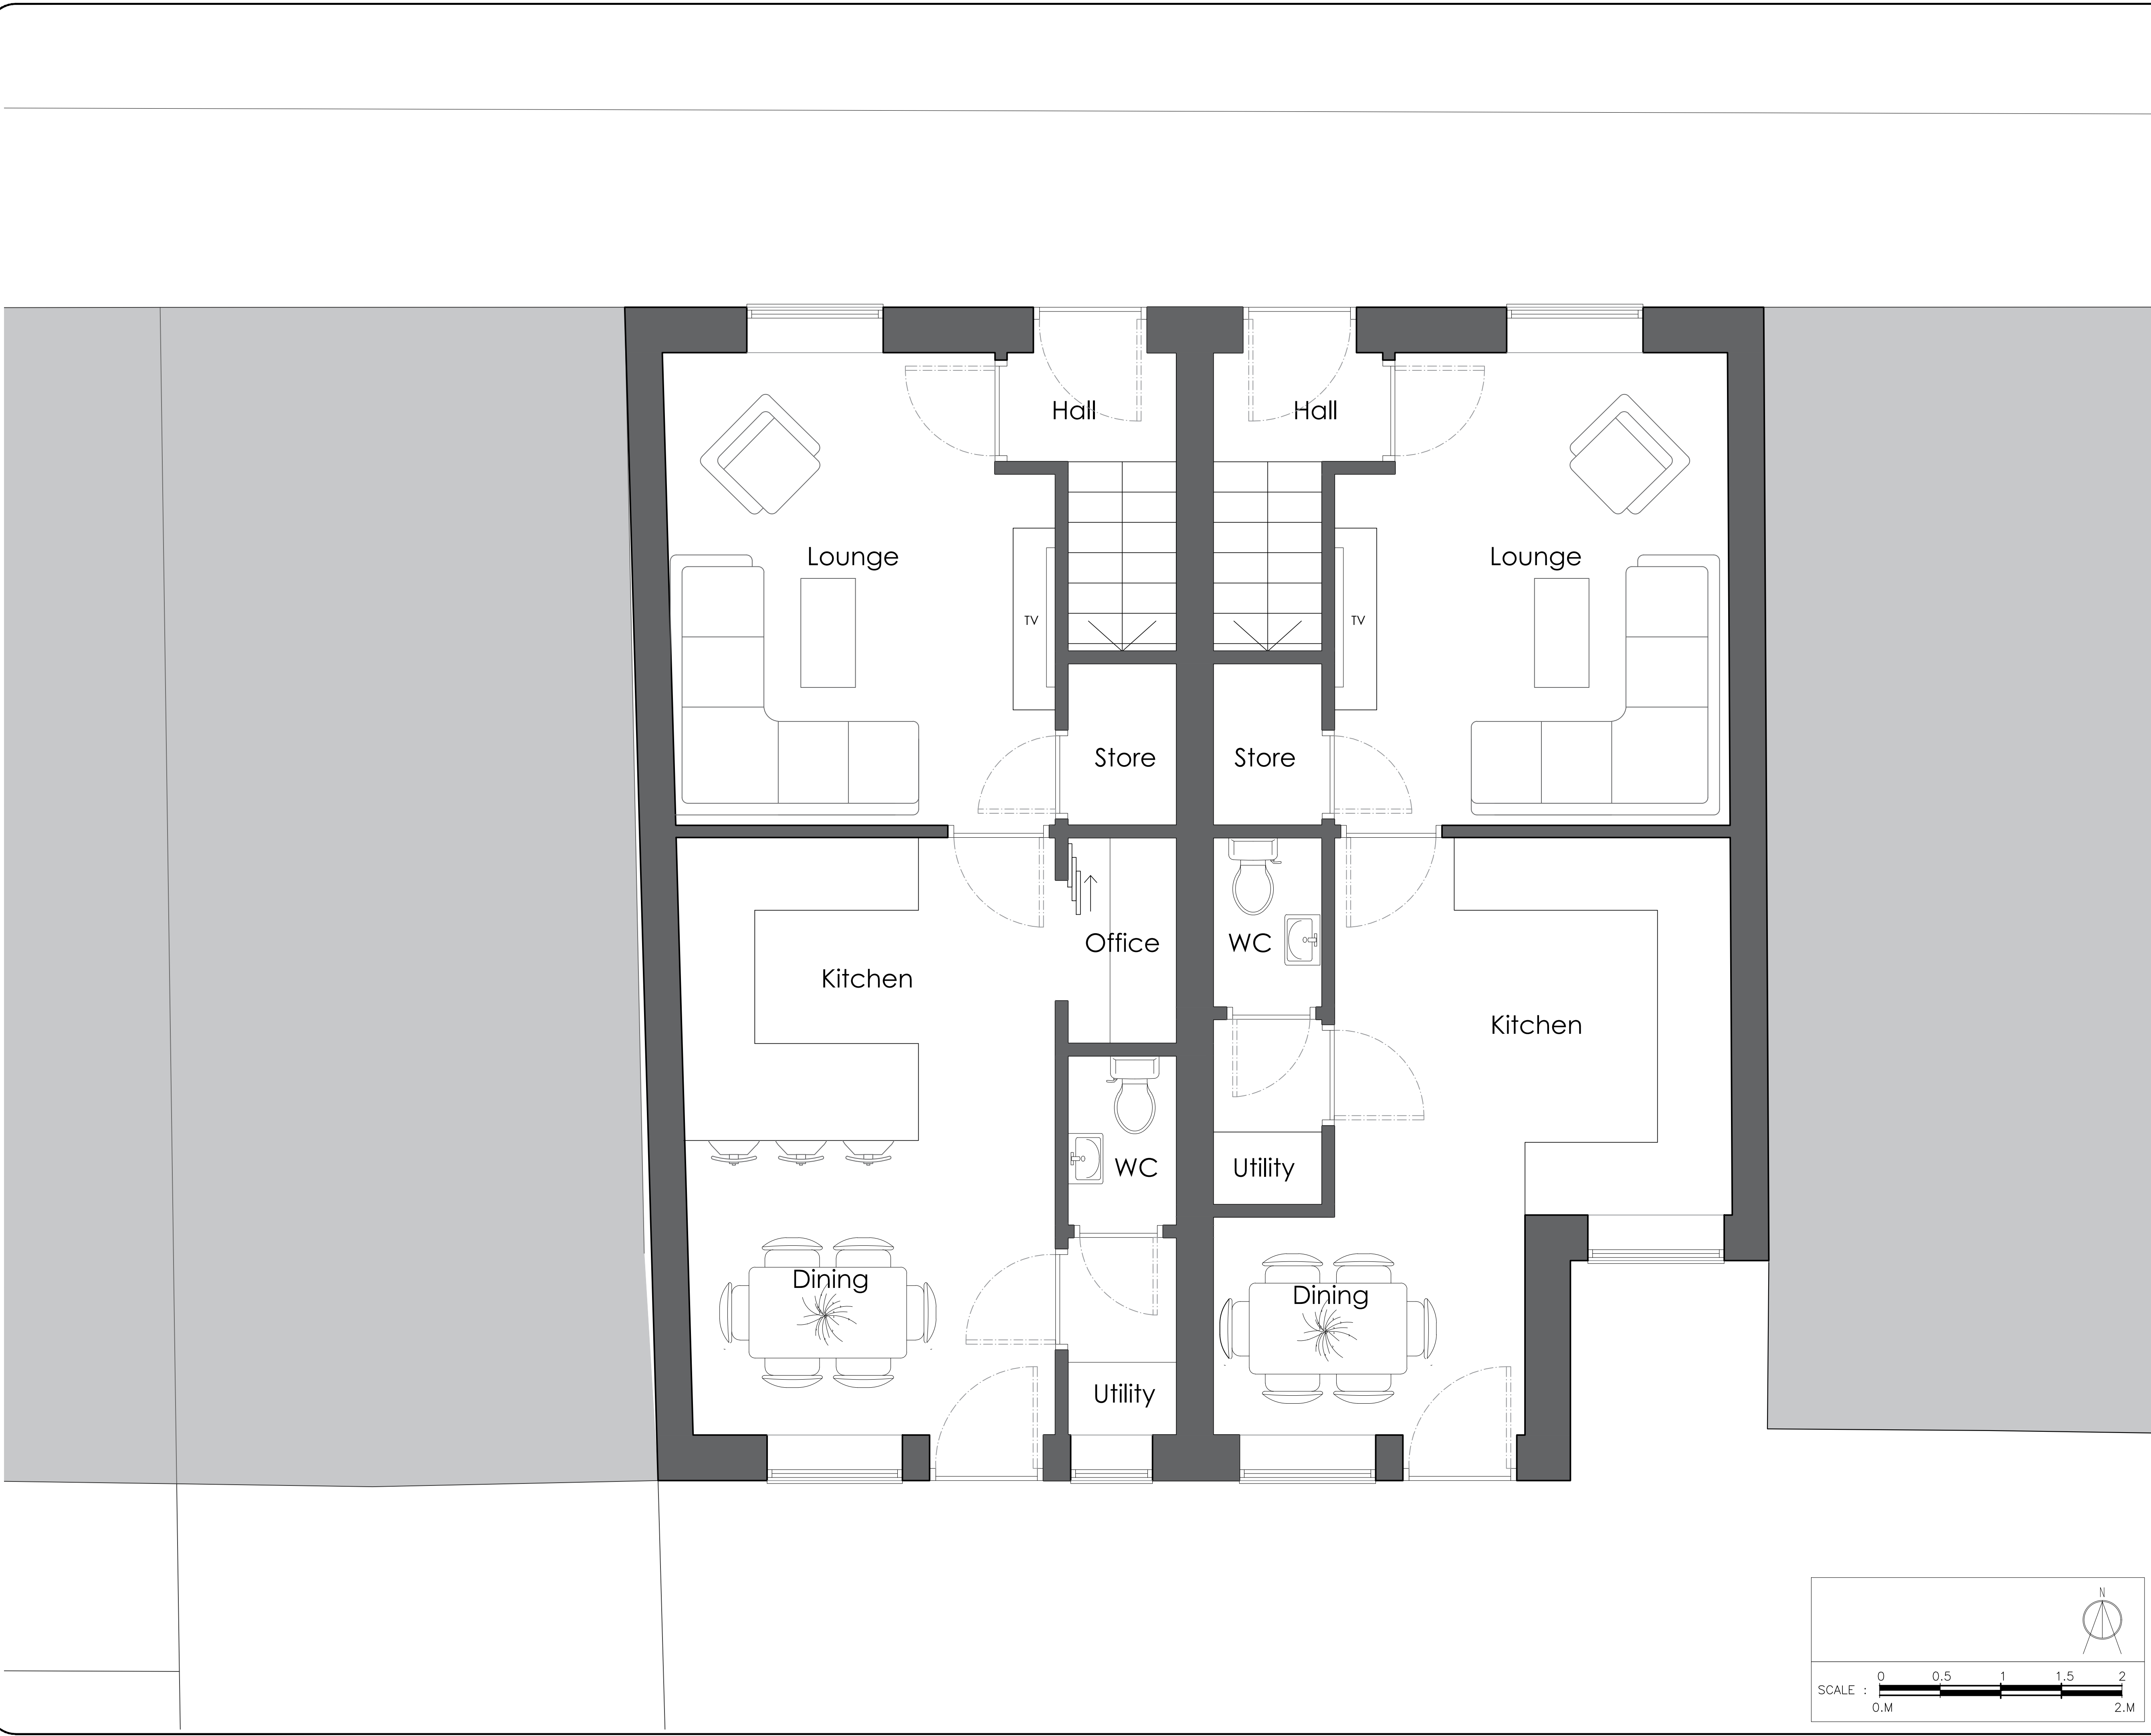 Hall
Hall
Lounge
Lounge
TV
TV
Store
Store
Office
WC
Kitchen
Kitchen
WC
Utility
Dining
Dining
Utility
N
0 0.5 1 1.5 2
SCALE :
0.M 2.M